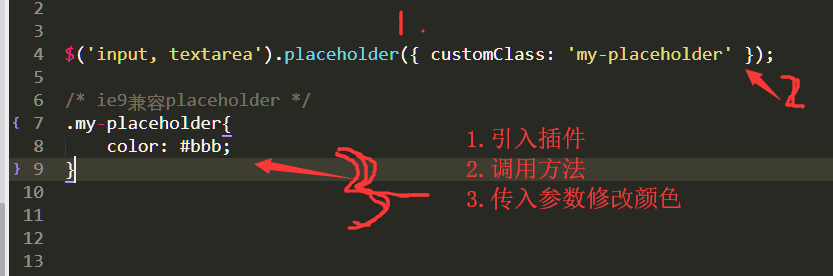 2
3
1.
4 $('input, textarea').placeholder({ customClass: 'my-placeholder' });
5
2
6 /* ie9兼容placeholder */
{ 7 .my-placeholder{
8 color: #bbb;
1.引入插件
} 9 }
2.调用方法
3
10
3.传入参数修改颜色
11
12
13